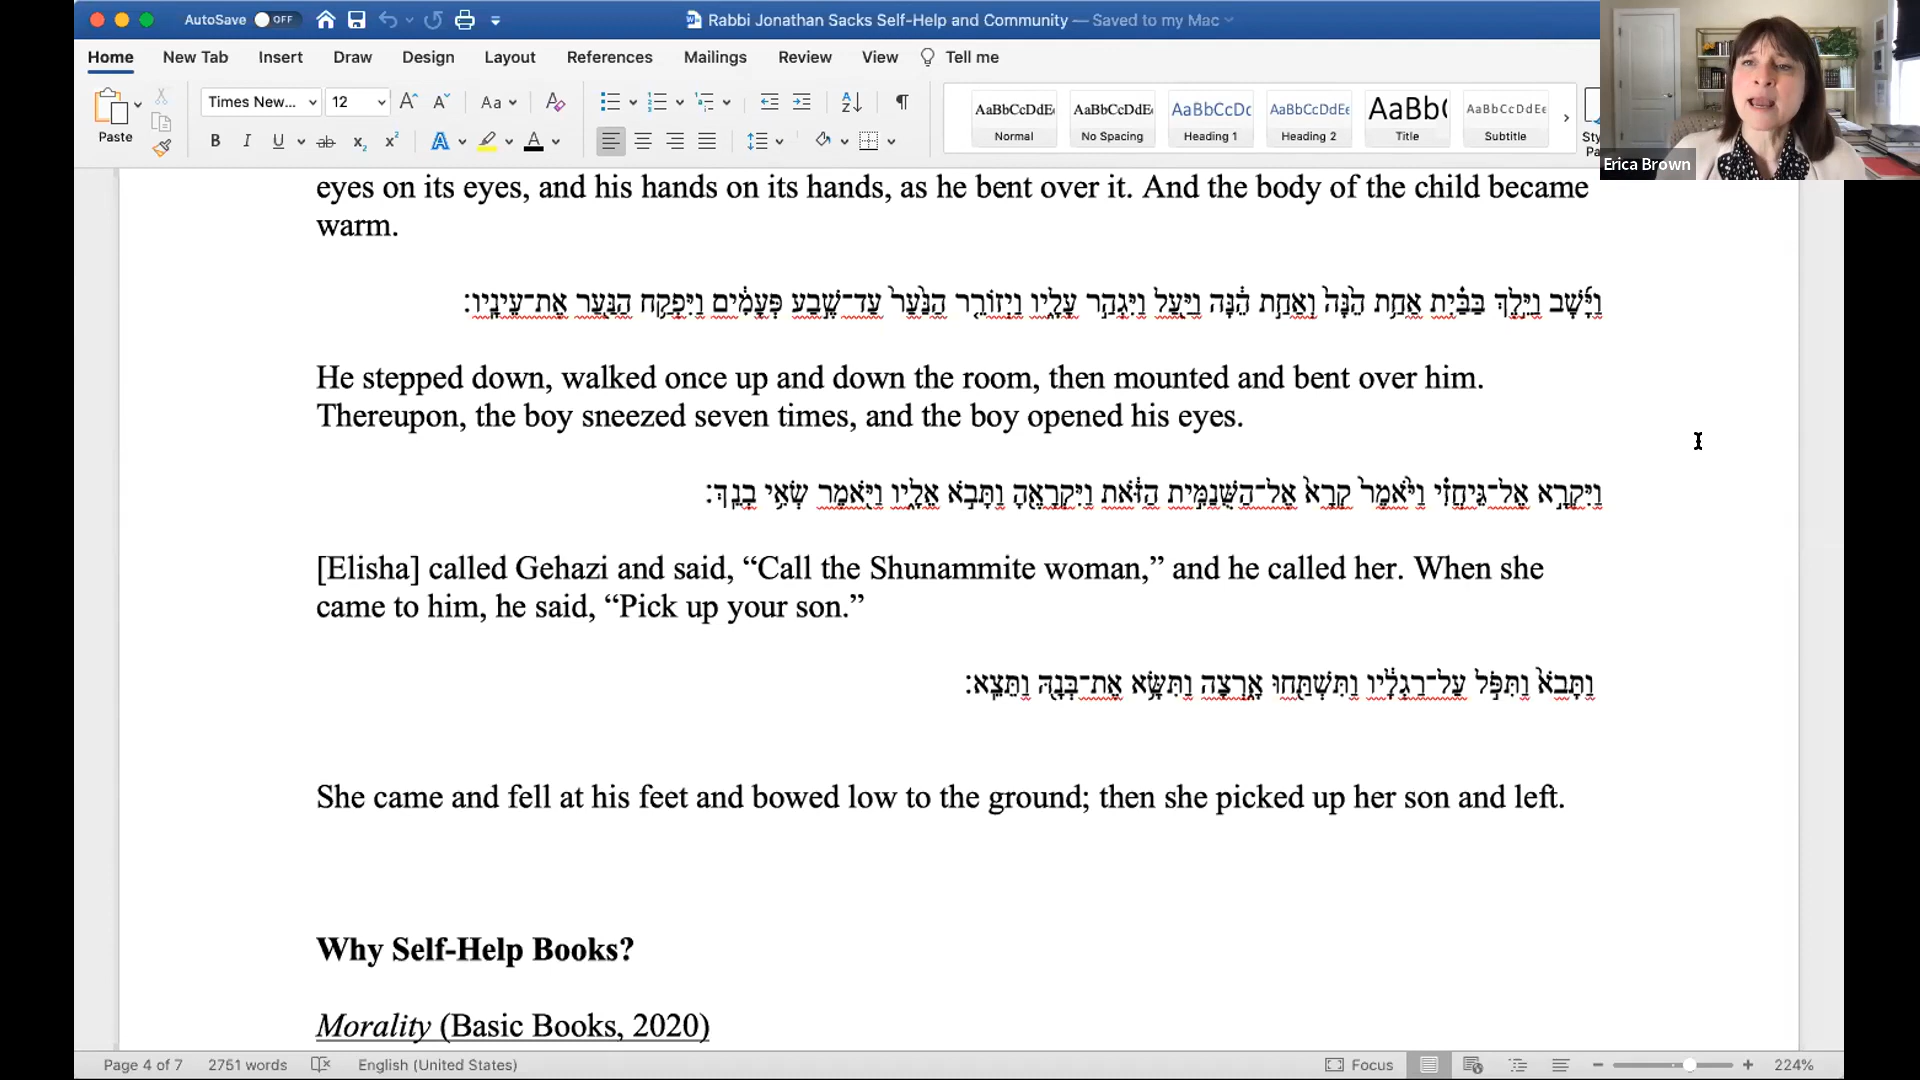 AutoSave OFF
Rabbi Jonathan Sacks Self-Help and Community — Saved to my Mac
Home New Tab Insert Draw Design Layout References Mailings Review View Tell me
Paste
Times New... 12
AaBbCcDdEe AaBbCcDdEe AaBbCcDc AaBbCcDdEe AaBb( AaBbCcDdEe
Normal No Spacing Heading 1 Heading 2 Title Subtitle
Erica Brown
eyes on its eyes, and his hands on its hands, as he bent over it. And the body of the child became
warm.
וַיָּ֜שׇׁב וַיֵּ֣לֶךְ בַּבַּ֗יִת אַחַ֥ת הֵ֙נָּה֙ וְאַחַ֣ת הֵ֔נָּה וַיַּ֖עַל וַיִּגְהַ֣ר עָלָ֑יו וַיְזוֹרֵ֤ר הַנַּ֙עַר֙ עַד־שֶׁ֣בַע פְּעָמִ֔ים וַיִּפְקַ֥ח הַנַּ֖עַר אֶת־עֵינָֽיו׃
He stepped down, walked once up and down the room, then mounted and bent over him.
Thereupon, the boy sneezed seven times, and the boy opened his eyes.
וַיִּקְרָ֣א אֶל־גֵּיחֲזִ֗י וַיֹּ֙אמֶר֙ קְרָא֙ אֶל־הַשֻּׁנַמִּ֣ית הַזֹּ֔את וַיִּקְרָאֶ֖הָ וַתָּב֣וֹא אֵלָ֑יו וַיֹּ֖אמֶר שְׂאִ֥י בְנֵֽךְ׃
[Elisha] called Gehazi and said, “Call the Shunammite woman,” and he called her. When she
came to him, he said, “Pick up your son.”
וַתָּבֹא֙ וַתִּפֹּ֣ל עַל־רַגְלָ֔יו וַתִּשְׁתַּ֖חוּ אָ֑רְצָה וַתִּשָּׂ֥א אֶת־בְּנָ֖הּ וַתֵּצֵֽא׃
She came and fell at his feet and bowed low to the ground; then she picked up her son and left.
Why Self-Help Books?
Morality (Basic Books, 2020)
Page 4 of 7 2751 words English (United States) Focus 224%